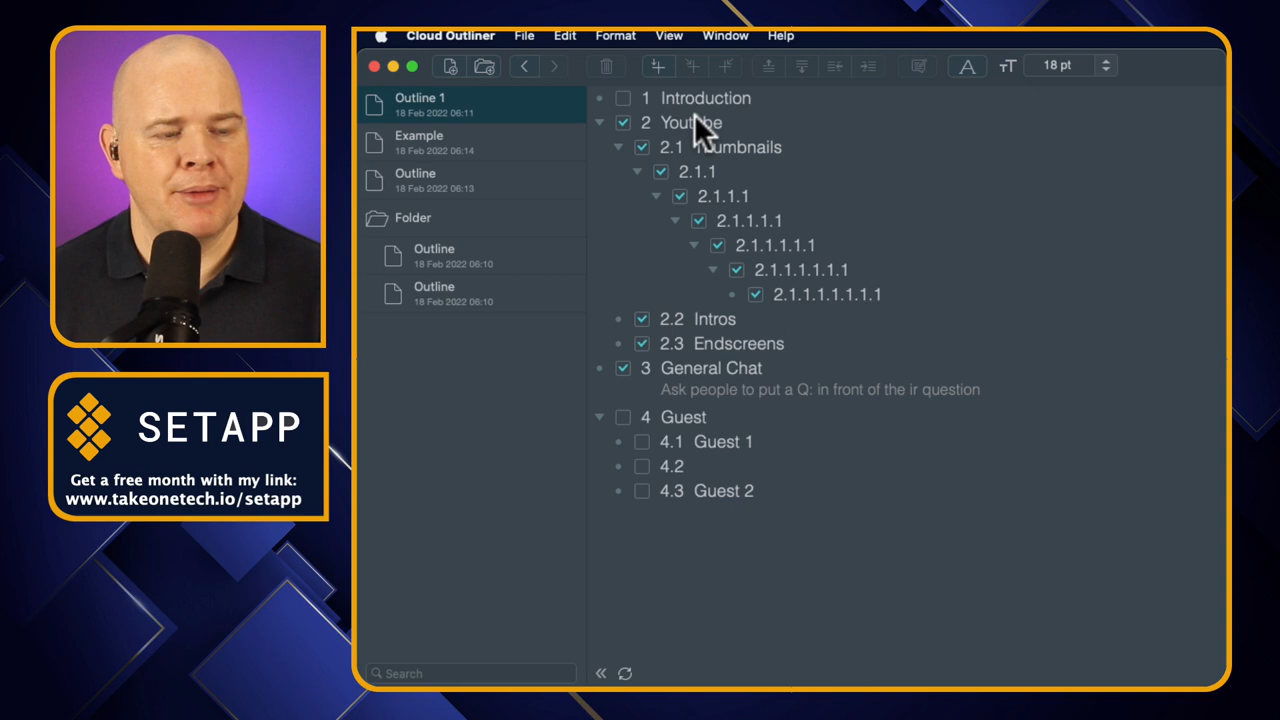 Cloud Outliner File Edit Format View Window Help
18 pt
Outline 1
18 Feb 2022 06:11
Example
18 Feb 2022 06:14
Outline
18 Feb 2022 06:13
Folder
Outline
18 Feb 2022 06:10
Outline
18 Feb 2022 06:10
Search
1 Introduction
2
2.1
2.1.1
2.1.1.1
2.1.1.1.1
2.1.1.1.1.1
2.1.1.1.1.1.1
2.1.1.1.1.1.1.1
2.2 Intros
2.3 Endscreens
3 General Chat
Ask people to put a Q: in front of the ir question
4 Guest
4.1 Guest 1
4.2
4.3 Guest 2
SETAPP
Get a free month with my link:
www.takeonetech.io/setapp